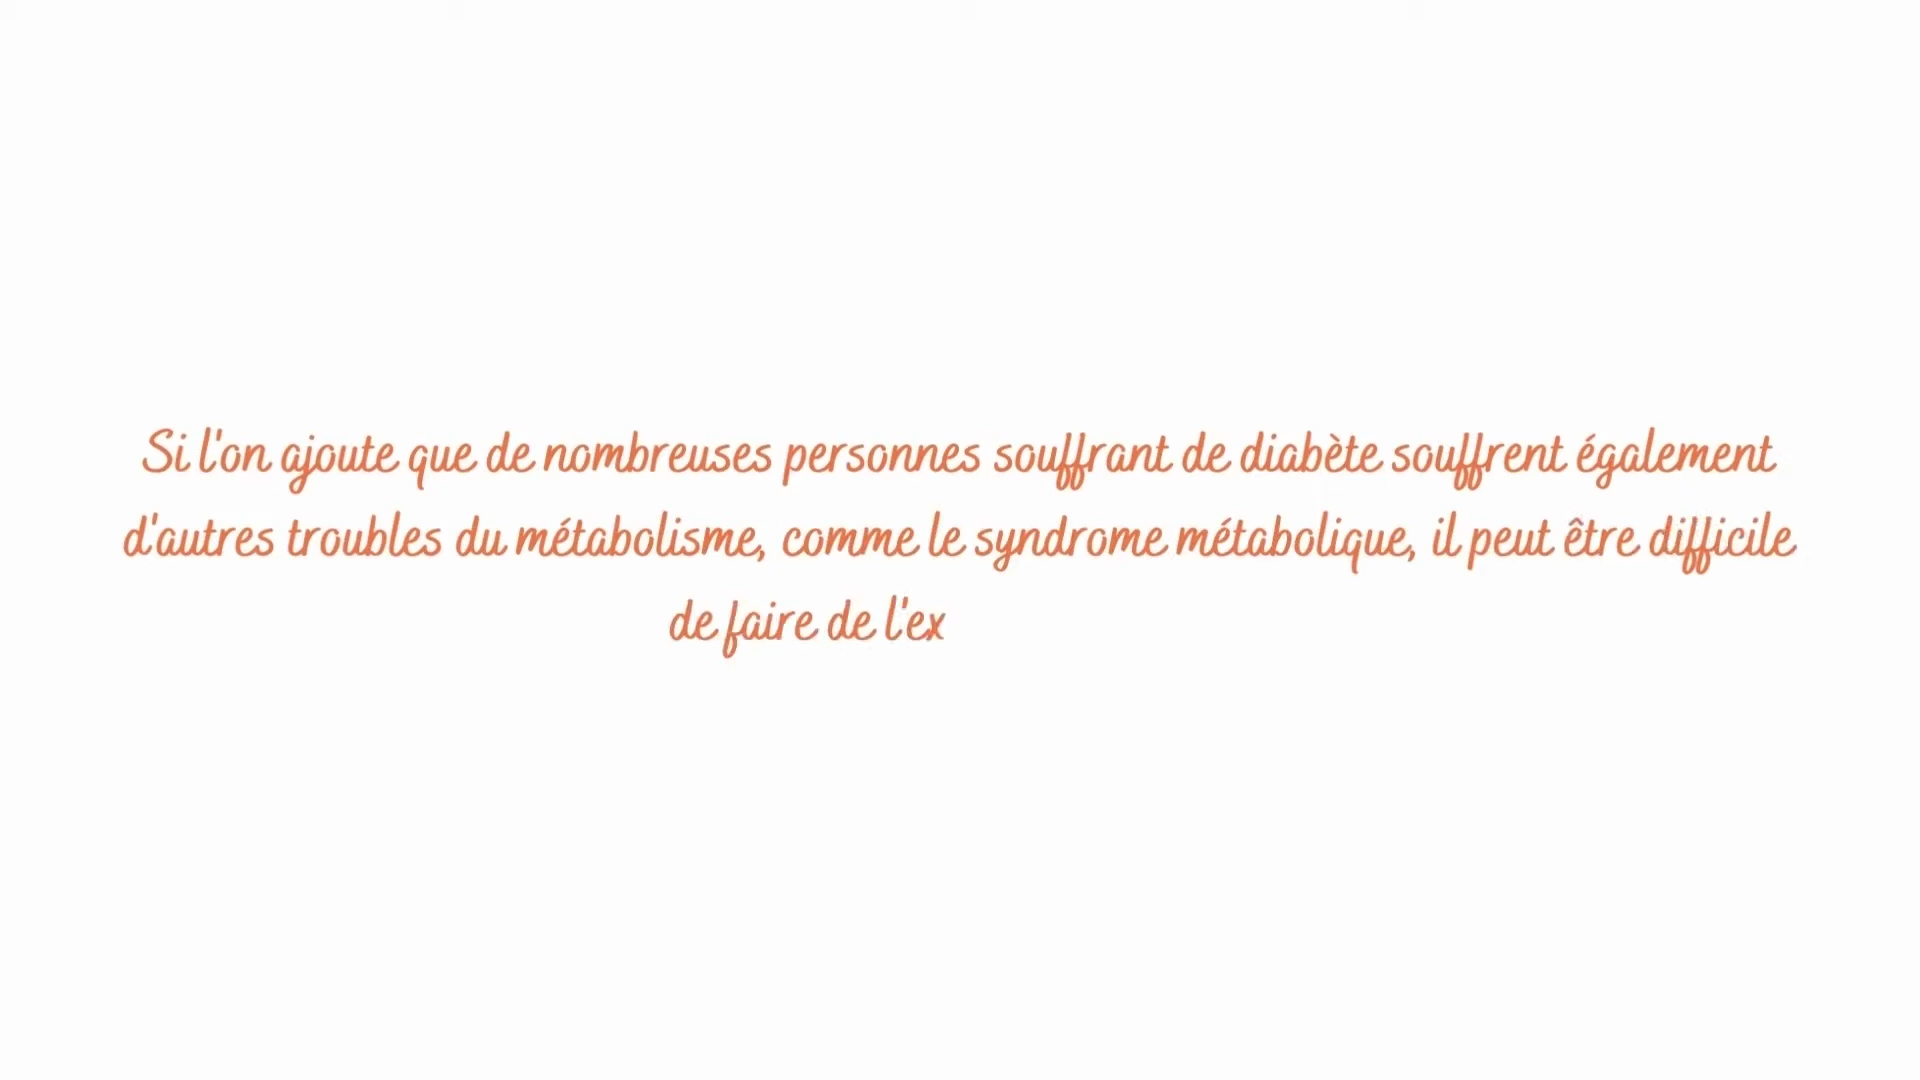 Si l'on ajoute que de nombreuses personnes souffrant de diabète souffrent également
d'autres troubles du métabolisme, comme le syndrome métabolique, il peut être difficile
de faire de l'ex